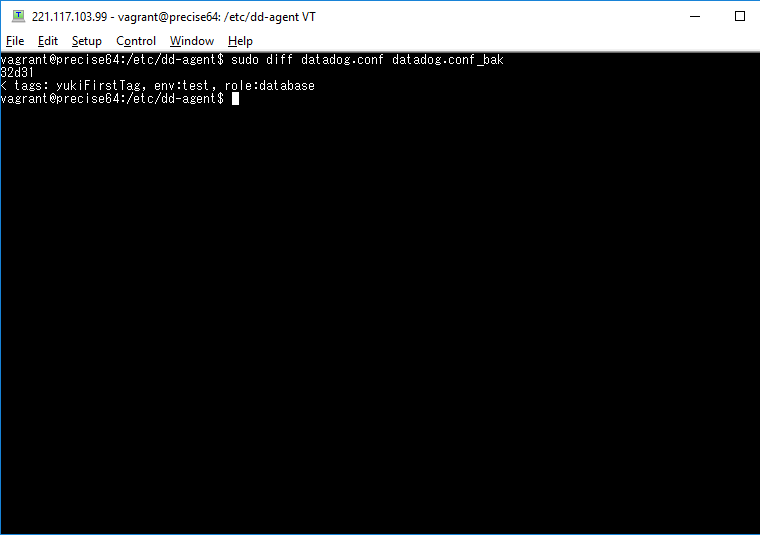 221.117.103.99 - vagrant@precise64: /etc/dd-agent VT
File Edit Setup Control Window Help
vagrant@precise64:/etc/dd-agent$ sudo diff datadog.conf datadog.conf_bak
32d31
< tags: yukiFirstTag, env:test, role:database
vagrant@precise64:/etc/dd-agent$